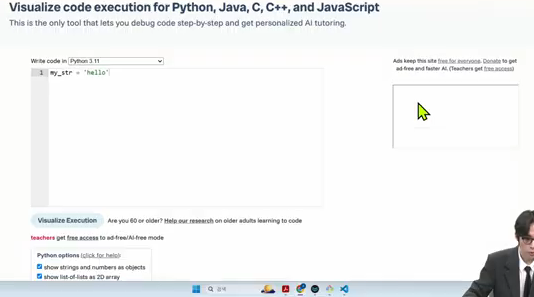 Visualize code execution for Python, Java, C, C++, and JavaScript
This is the only tool that lets you debug code step-by-step and get personalized AI tutoring.
Write code in Python 3.11
Ads keep this site free for everyone. Donate to get
ad-free and faster AI. (Teachers get free access)
1 my_str = 'hello'
Visualize Execution Are you 60 or older? Help our research on older adults learning to code
teachers get free access to ad-free/AI-free mode
Python options (click for help):
show strings and numbers as objects
show list-of-lists as 2D array
검색